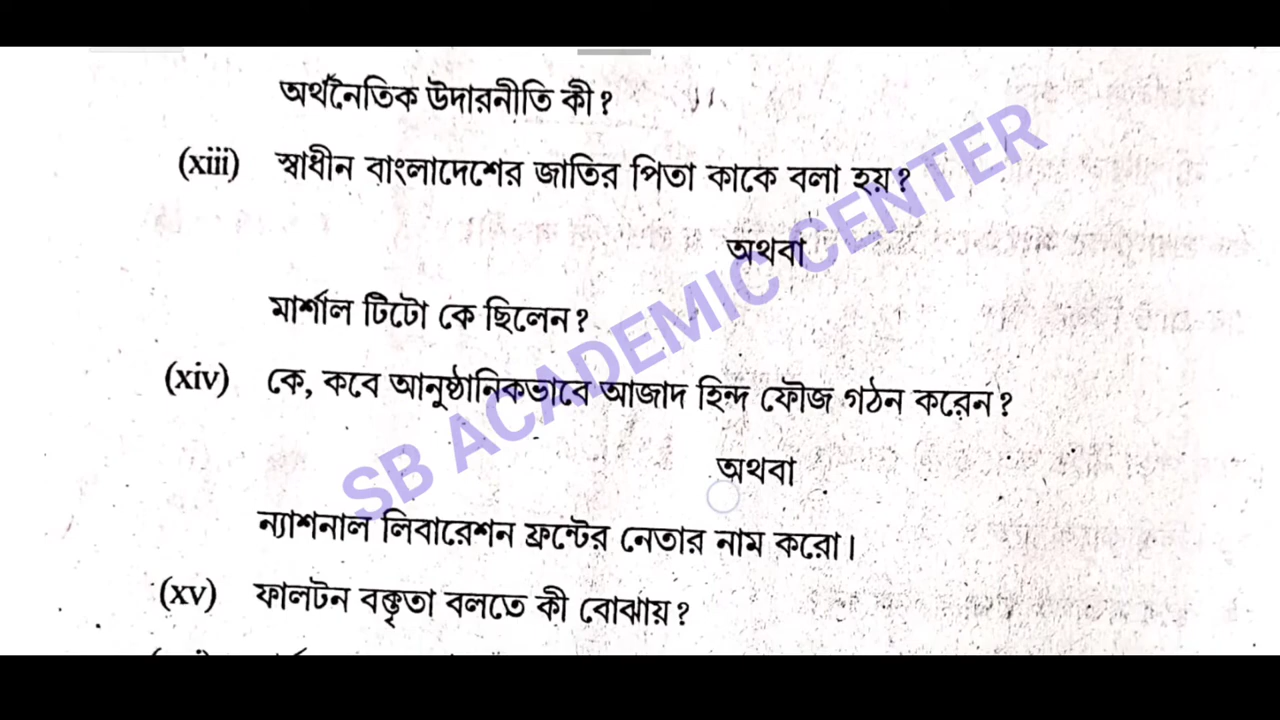 অর্থনৈতিক উদারনীতি কী?
(xiii) স্বাধীন বাংলাদেশের জাতির পিতা কাকে বলা হয়?
অথবা
মার্শাল টিটো কে ছিলেন?
(xiv) কে, কবে আনুষ্ঠানিকভাবে আজাদ হিন্দ ফৌজ গঠন করেন?
অথবা
ন্যাশনাল লিবারেশন ফ্রন্টের নেতার নাম করো।
(xv) ফালটন বক্তৃতা বলতে কী বোঝায়?
SB ACADEMIC CENTER